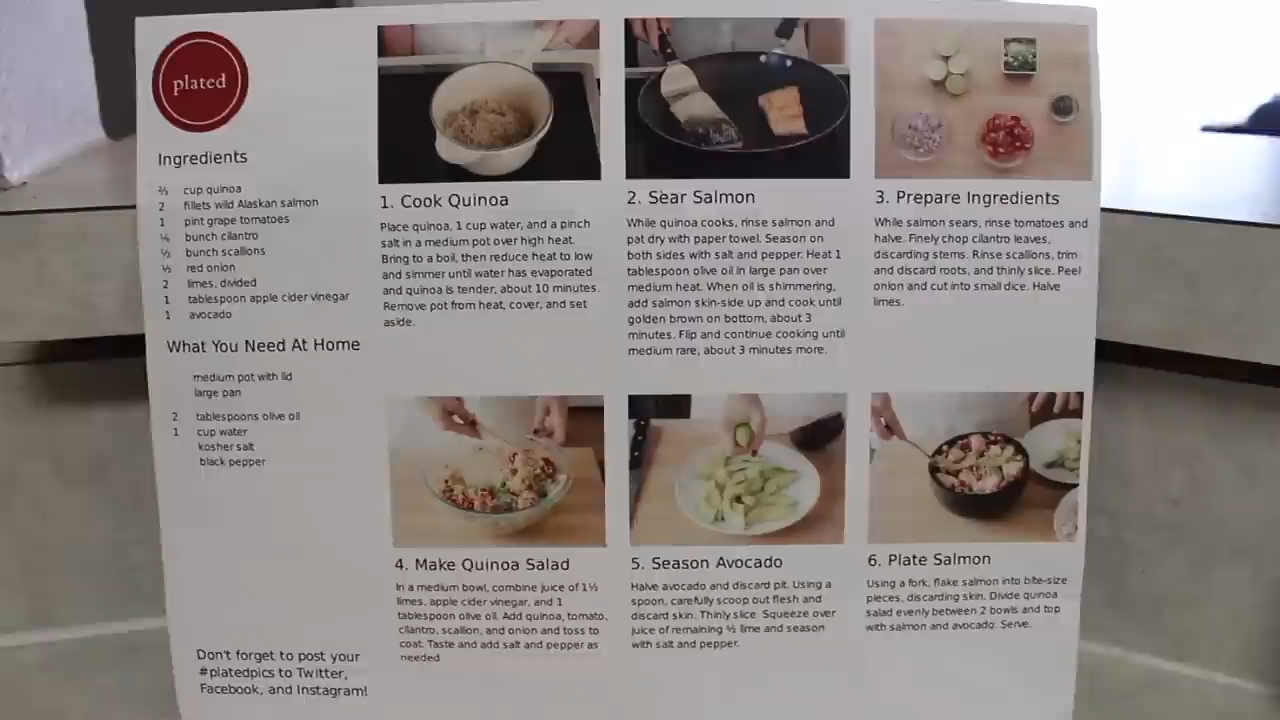 plated
Ingredients
⅔ cup quinoa
2 fillets wild Alaskan salmon
1 pint grape tomatoes
bunch cilantro
½ bunch scallions
½ red onion
2 limes, divided
1 tablespoon apple cider vinegar
1 avocado
What You Need At Home
medium pot with lid
large pan
2 tablespoons olive oil
1 cup water
kosher salt
black pepper
Don't forget to post your
#platedpics to Twitter,
Facebook, and Instagram!
1. Cook Quinoa
Place quinoa, 1 cup water, and a pinch
salt in a medium pot over high heat.
Bring to a boil, then reduce heat to low
and simmer until water has evaporated
and quinoa is tender, about 10 minutes.
Remove pot from heat, cover, and set
aside.
2. Sear Salmon
While quinoa cooks, rinse salmon and
pat dry with paper towel. Season on
both sides with salt and pepper. Heat 1
tablespoon olive oil in large pan over
medium heat. When oil is shimmering,
add salmon skin-side up and cook until
golden brown on bottom, about 3
minutes. Flip and continue cooking until
medium rare, about 3 minutes more.
3. Prepare Ingredients
While salmon sears, rinse tomatoes and
halve. Finely chop cilantro leaves,
discarding stems. Rinse scallions, trim
and discard roots, and thinly slice. Peel
onion and cut into small dice. Halve
limes.
4. Make Quinoa Salad
In a medium bowl, combine juice of 1½
limes, apple cider vinegar, and 1
tablespoon olive oil. Add quinoa, tomato,
cilantro, scallion, and onion and toss to
coat. Taste and add salt and pepper as
needed
5. Season Avocado
Halve avocado and discard pit. Using a
spoon, carefully scoop out flesh and
discard skin. Thinly slice. Squeeze over
juice of remaining ½ lime and season
with salt and pepper.
6. Plate Salmon
Using a fork, flake salmon into bite-size
pieces, discarding skin. Divide quinoa
salad evenly between 2 bowls and top
with salmon and avocado. Serve.